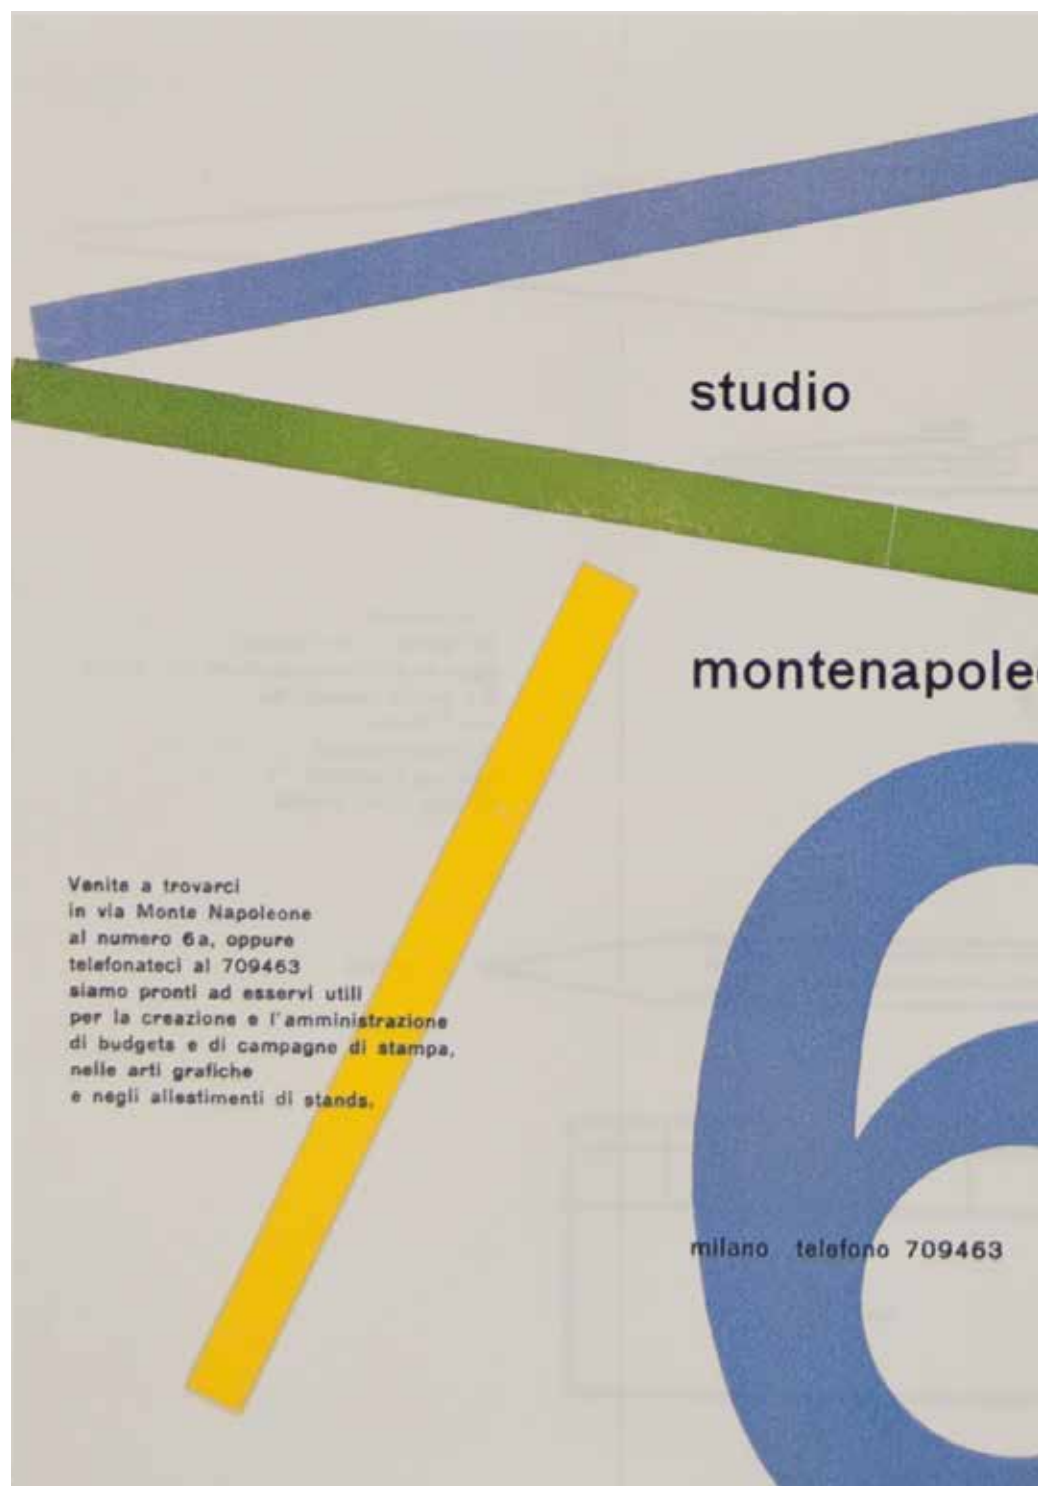 studio
montenapole
6
Venite a trovarci
in via Monte Napoleone
al numero 6a, oppure
telefonateci al 709463
siamo pronti ad esservi utili
per la creazione e l'amministrazione
di budgets e di campagne di stampa,
nelle arti grafiche
e negli allestimenti di stands.
milano telefono 709463